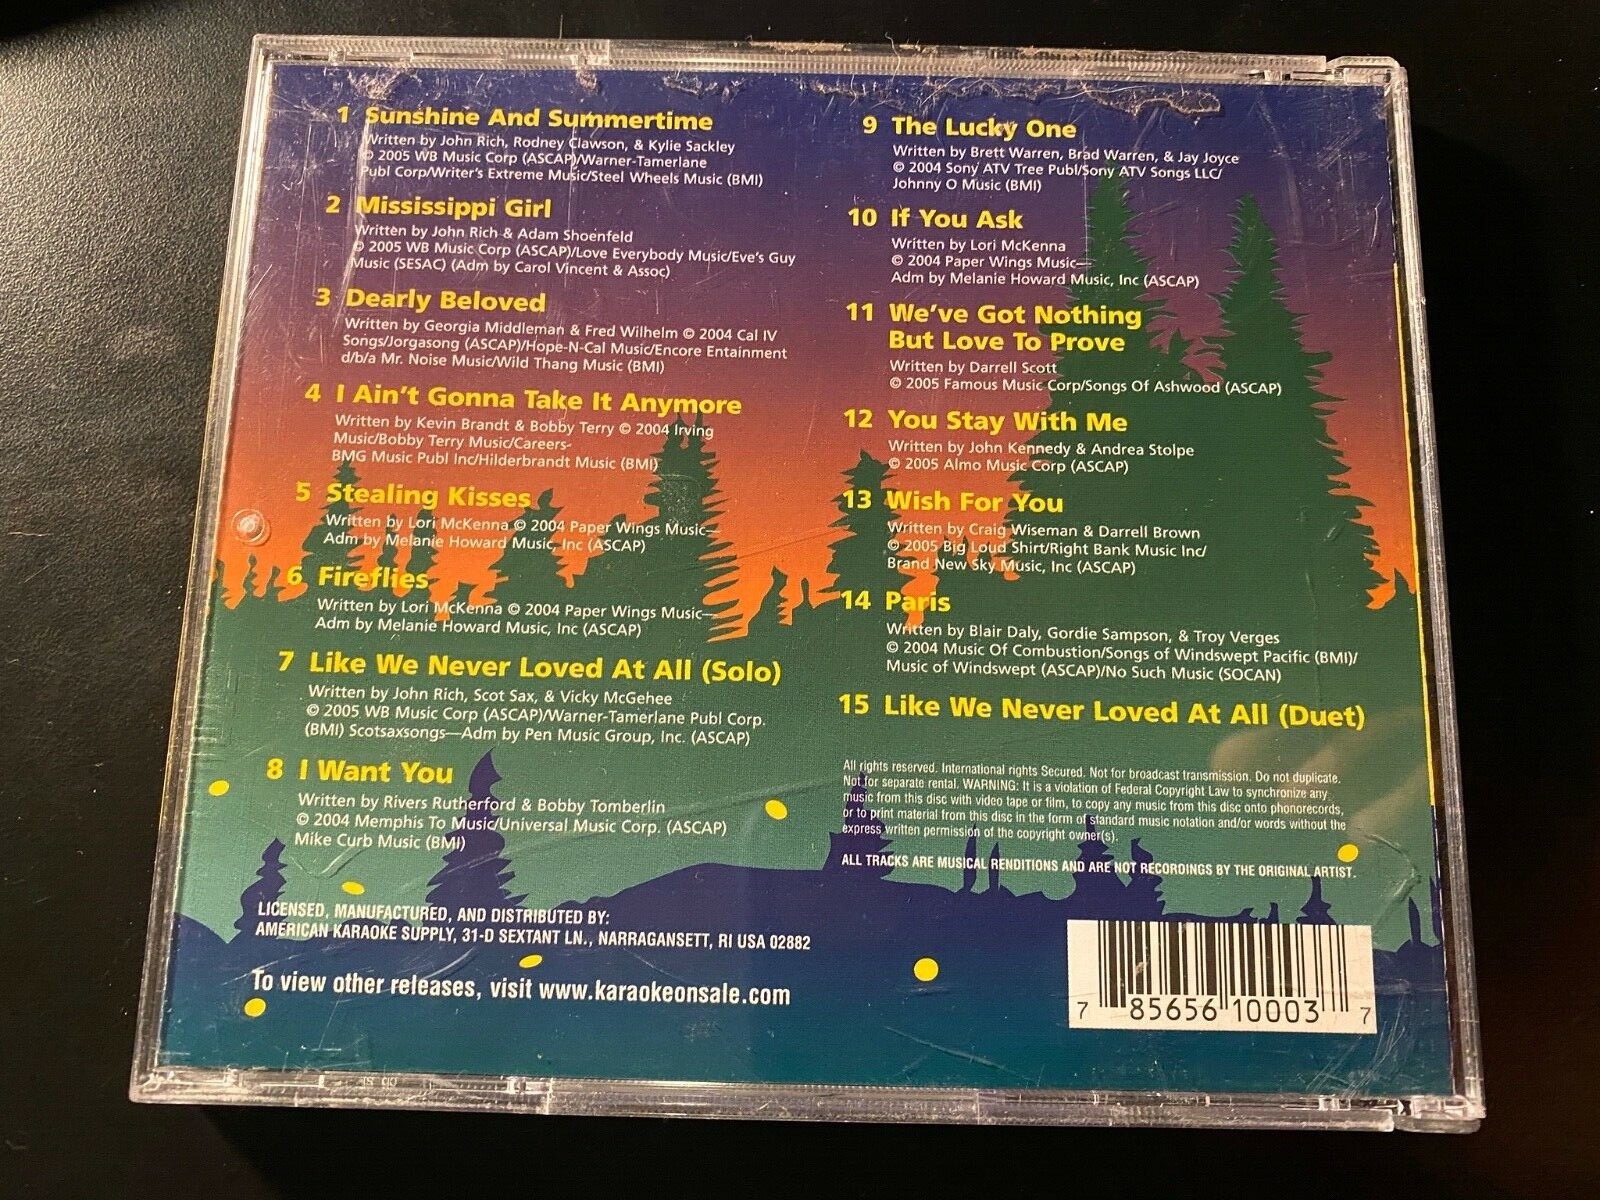 1 Sunshine And Summertime
Written by John Rich, Rodney Clawson, & Kylie Sackley
© 2005 WB Music Corp (ASCAP)/Warner-Tamerlane
Publ Corp/Writer's Extreme Music/Steel Wheels Music (BMI)
2 Mississippi Girl
Written by John Rich & Adam Shoenfeld
© 2005 WB Music Corp (ASCAP)/Love Everybody Music/Eve's Guy
Music (SESAC) (Adm by Carol Vincent & Assoc)
3 Dearly Beloved
Written by Georgia Middleman & Fred Wilhelm © 2004 Cal IV
Songs/Jorgasong (ASCAP)/Hope-N-Cal Music/Encore Entainment
d/b/a Mr. Noise Music/Wild Thang Music (BMI)
4 I Ain't Gonna Take It Anymore
Written by Kevin Brandt & Bobby Terry © 2004 Irving
Music/Bobby Terry Music/Careers-
BMG Music Publ Inc/Hilderbrandt Music (BMI)
5 Stealing Kisses
Written by Lori McKenna © 2004 Paper Wings Music—
Adm by Melanie Howard Music, Inc (ASCAP)
6 Fireflies
Written by Lori McKenna © 2004 Paper Wings Music—
Adm by Melanie Howard Music, Inc (ASCAP)
7 Like We Never Loved At All (Solo)
Written by John Rich, Scot Sax, & Vicky McGehee
© 2005 WB Music Corp (ASCAP)/Warner-Tamerlane Publ Corp.
(BMI) Scotsaxsongs—Adm by Pen Music Group, Inc. (ASCAP)
8 I Want You
Written by Rivers Rutherford & Bobby Tomberlin
© 2004 Memphis To Music/Universal Music Corp. (ASCAP)
Mike Curb Music (BMI)
LICENSED, MANUFACTURED, AND DISTRIBUTED BY:
AMERICAN KARAOKE SUPPLY, 31-D SEXTANT LN., NARRAGANSETT, RI USA 02882
To view other releases, visit www.karaokeonsale.com
9 The Lucky One
Written by Brett Warren, Brad Warren, & Jay Joyce
© 2004 Sony ATV Tree Publ/Sony ATV Songs LLC/
Johnny O Music (BMI)
10 If You Ask
Written by Lori McKenna
© 2004 Paper Wings Music—
Adm by Melanie Howard Music, Inc (ASCAP)
11 We've Got Nothing
But Love To Prove
Written by Darrell Scott
© 2005 Famous Music Corp/Songs Of Ashwood (ASCAP)
12 You Stay With Me
Written by John Kennedy & Andrea Stolpe
© 2005 Almo Music Corp (ASCAP)
13 Wish For You
Written by Craig Wiseman & Darrell Brown
© 2005 Big Loud Shirt/Right Bank Music Inc/
Brand New Sky Music, Inc (ASCAP)
14 Paris
Written by Blair Daly, Gordie Sampson, & Troy Verges
© 2004 Music Of Combustion/Songs of Windswept Pacific (BMI)/
Music of Windswept (ASCAP)/No Such Music (SOCAN)
15 Like We Never Loved At All (Duet)
All rights reserved. International rights Secured. Not for broadcast transmission. Do not duplicate.
Not for separate rental. WARNING: It is a violation of Federal Copyright Law to synchronize any
music from this disc with video tape or film, to copy any music from this disc onto phonorecords,
or to print material from this disc in the form of standard music notation and/or words without the
express written permission of the copyright owner(s).
ALL TRACKS ARE MUSICAL RENDITIONS AND ARE NOT RECORDINGS BY THE ORIGINAL ARTIST.
7 85656 10003 7